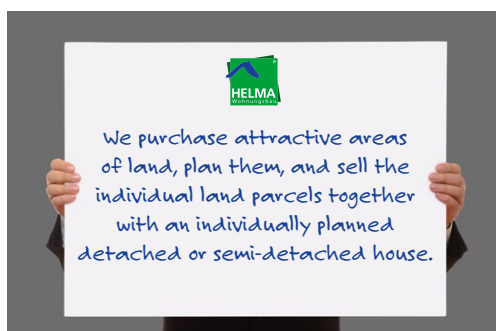 HELMA
Wohnungsbau
We purchase attractive areas
of land, plan them, and sell the
individual land parcels together
with an individually planned
detached or semi-detached house.